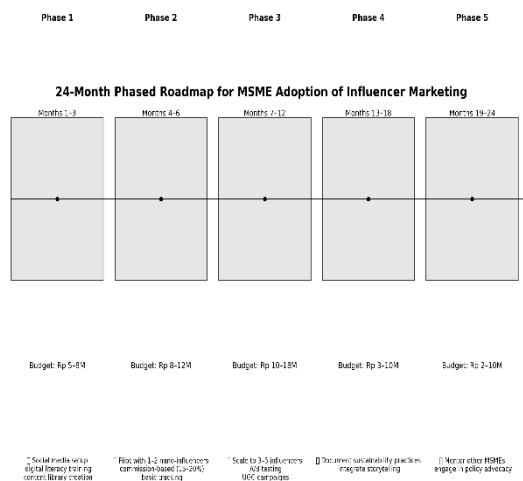 Phase 1
Phase 2
Phase 3
Phase 4
Phase 5
24-Month Phased Roadmap for MSME Adoption of Influencer Marketing
Months 1–3
Months 4–6
Months 7–12
Months 13–18
Months 19–24
Budget: Rp 5–8M
Budget: Rp 8–12M
Budget: Rp 10–18M
Budget: Rp 3–10M
Budget: Rp 2–10M
Social media setup
digital literacy training
content library creation
Pilot with 1–2 nano-influencers
commission-based (15–20%)
basic tracking
Scale to 3–5 influencers
A/B testing
UGC campaigns
Document sustainability practices
integrate storytelling
Mentor other MSMEs
engage in policy advocacy